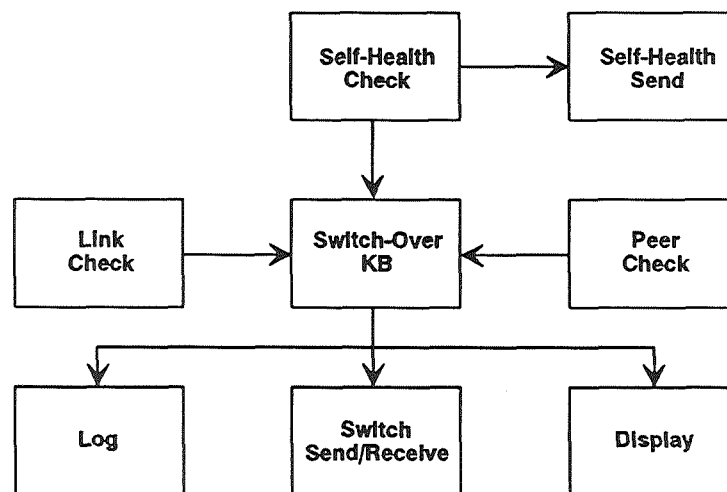 Self-Health
Check
Self-Health
Send
Link
Check
Switch-Over
KB
Peer
Check
Log
Switch
Send/Receive
Display